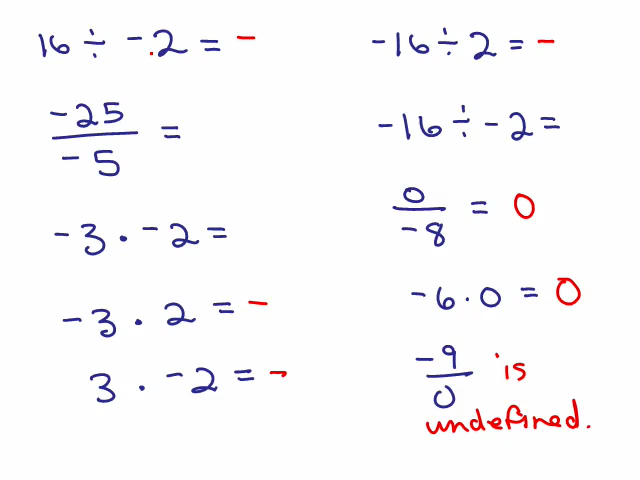 16 ÷ -2 = -
-25/-5 =
-3 · -2 =
-3 · 2 = -
3 · -2 = -
-16 ÷ 2 = -
-16 ÷ -2 =
0/-8 = 0
-6 · 0 = 0
-9/0 is
undefined.